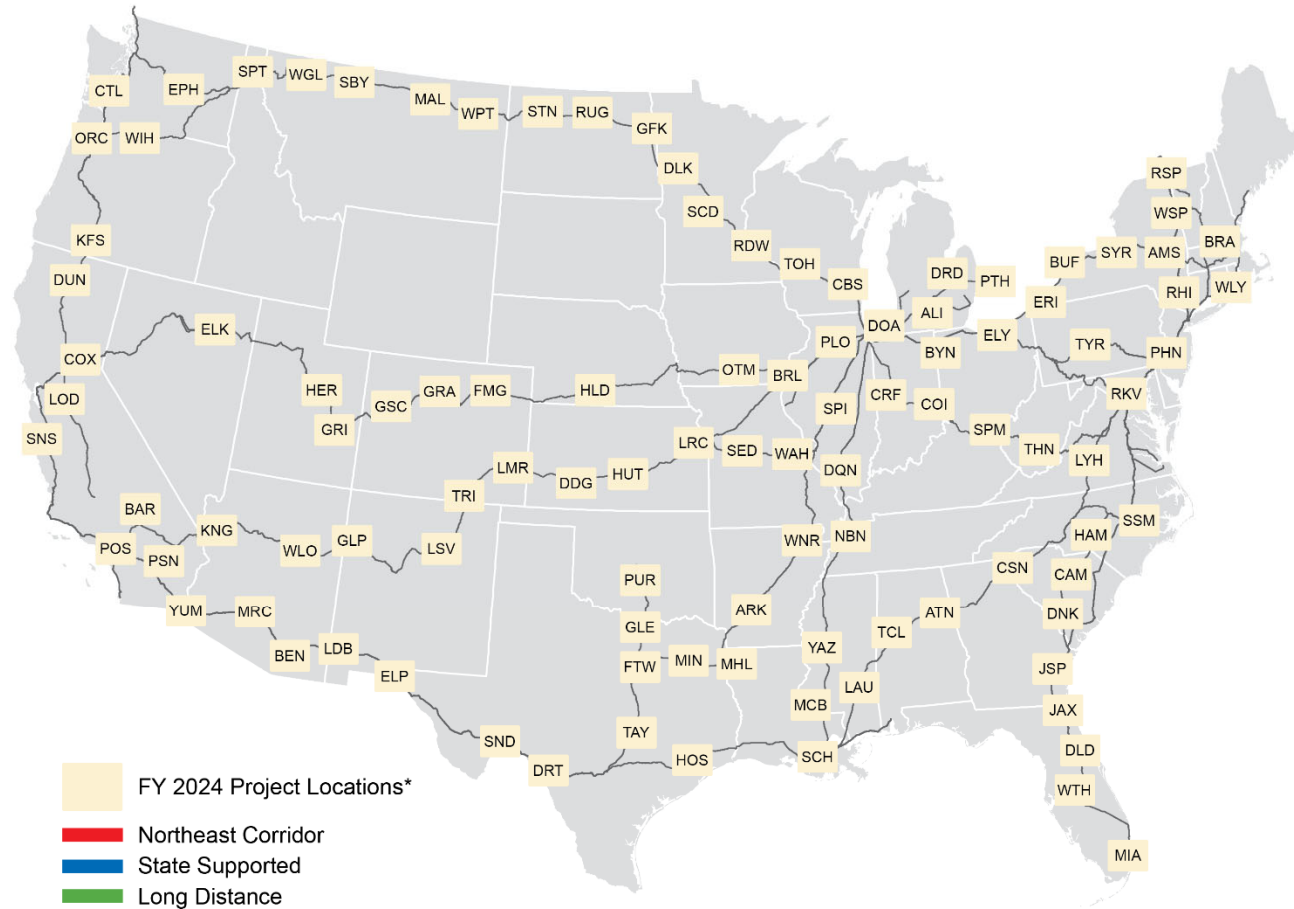 SPT
WGL
SBY
CTL
EPH
MAL
WPT
STN
RUG
GFK
ORC
WIH
DLK
RSP
SCD
WSP
KFS
RDW
BRA
DUN
TOH
BUF
SYR
AMS
CBS
DRD
PTH
ERI
RHI
WLY
ELK
DOA
ALI
COX
PLO
BYN
ELY
TYR
PHN
HER
GSC
GRA
FMG
HLD
OTM
BRL
LOD
SPI
CRF
COI
RKV
GRI
SNS
LRC
SED
WAH
SPM
THN
LYH
LMR
DDG
HUT
DQN
TRI
BAR
KNG
SSM
POS
PSN
WLO
GLP
LSV
WNR
NBN
HAM
CSN
CAM
PUR
YUM
MRC
ARK
ATN
DNK
GLE
TCL
BEN
LDB
YAZ
ELP
FTW
MIN
MHL
JSP
LAU
MCB
JAX
SND
TAY
DLD
DRT
HOS
SCH
WTH
MIA
FY 2024 Project Locations*
Northeast Corridor
State Supported
Long Distance